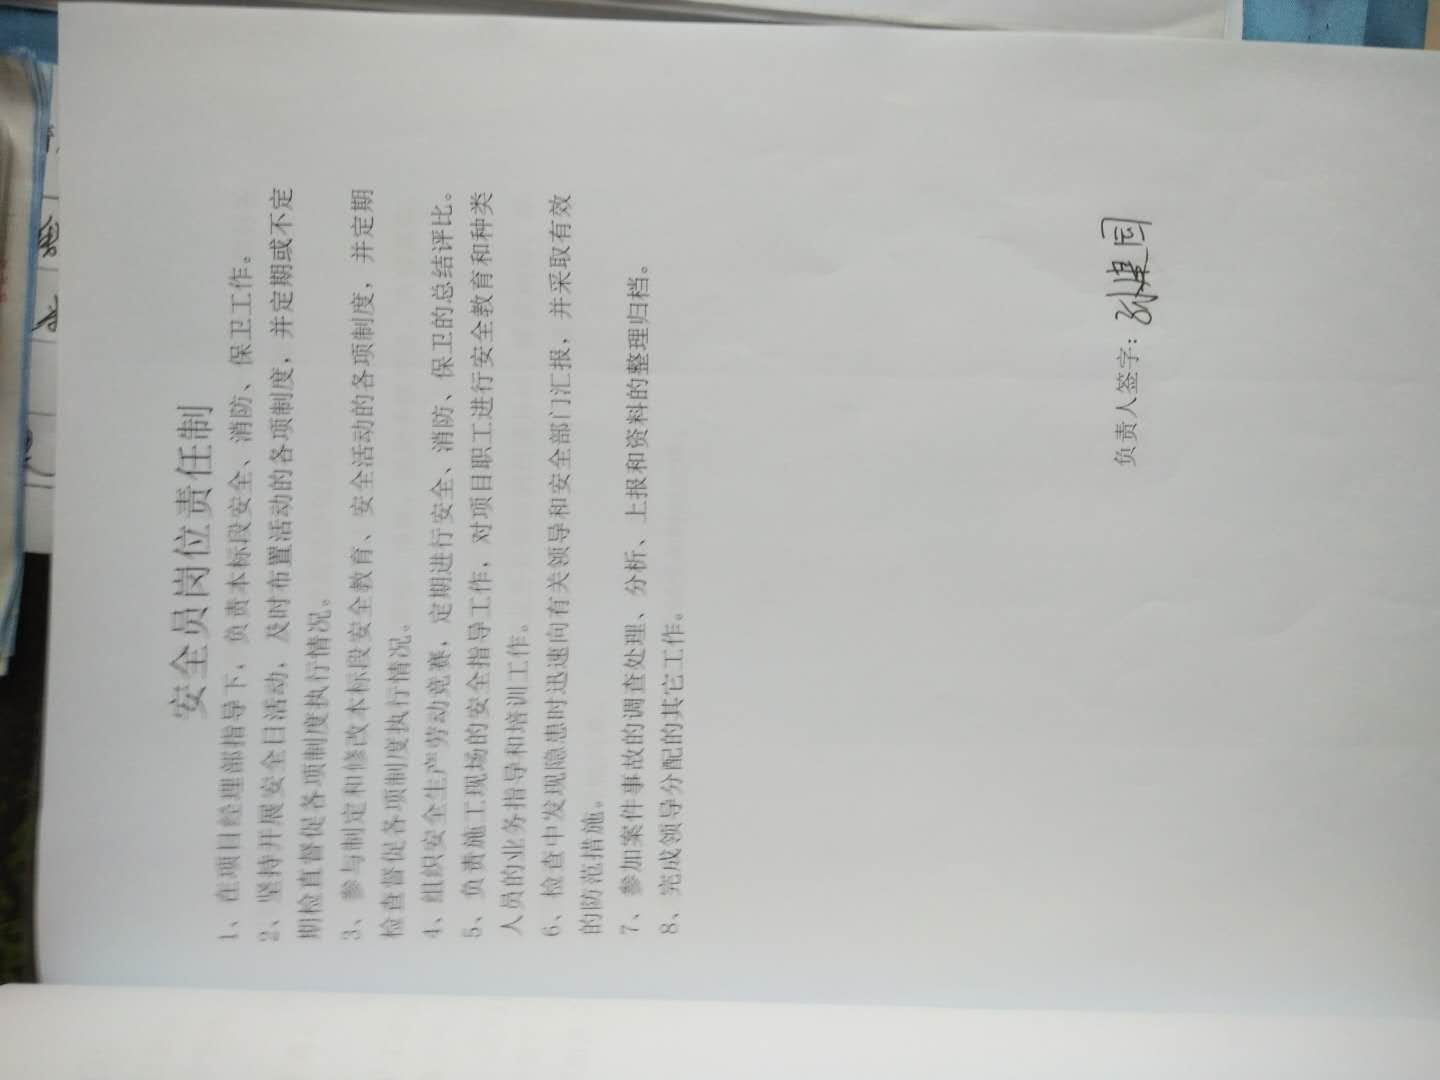 安全员岗位责任制
1、在项目经理部指导下，负责本标段安全、消防、保卫工作。
2、坚持开展安全日活动，及时布置活动的各项制度，并定期或不定
期检查督促各项制度执行情况。
3、参与制定和修改本标段安全教育、安全活动的各项制度，并定期
检查督促各项制度执行情况。
4、组织安全生产劳动竞赛，定期进行安全、消防、保卫的总结评比。
5、负责施工现场的安全指导工作，对项目职工进行安全教育和种类
人员的业务指导和培训工作。
6、检查中发现隐患时迅速向有关领导和安全部门汇报，并采取有效
的防范措施。
7、参加案件事故的调查处理、分析、上报和资料的整理归档。
8、完成领导分配的其它工作。
负责人签字：孙建国